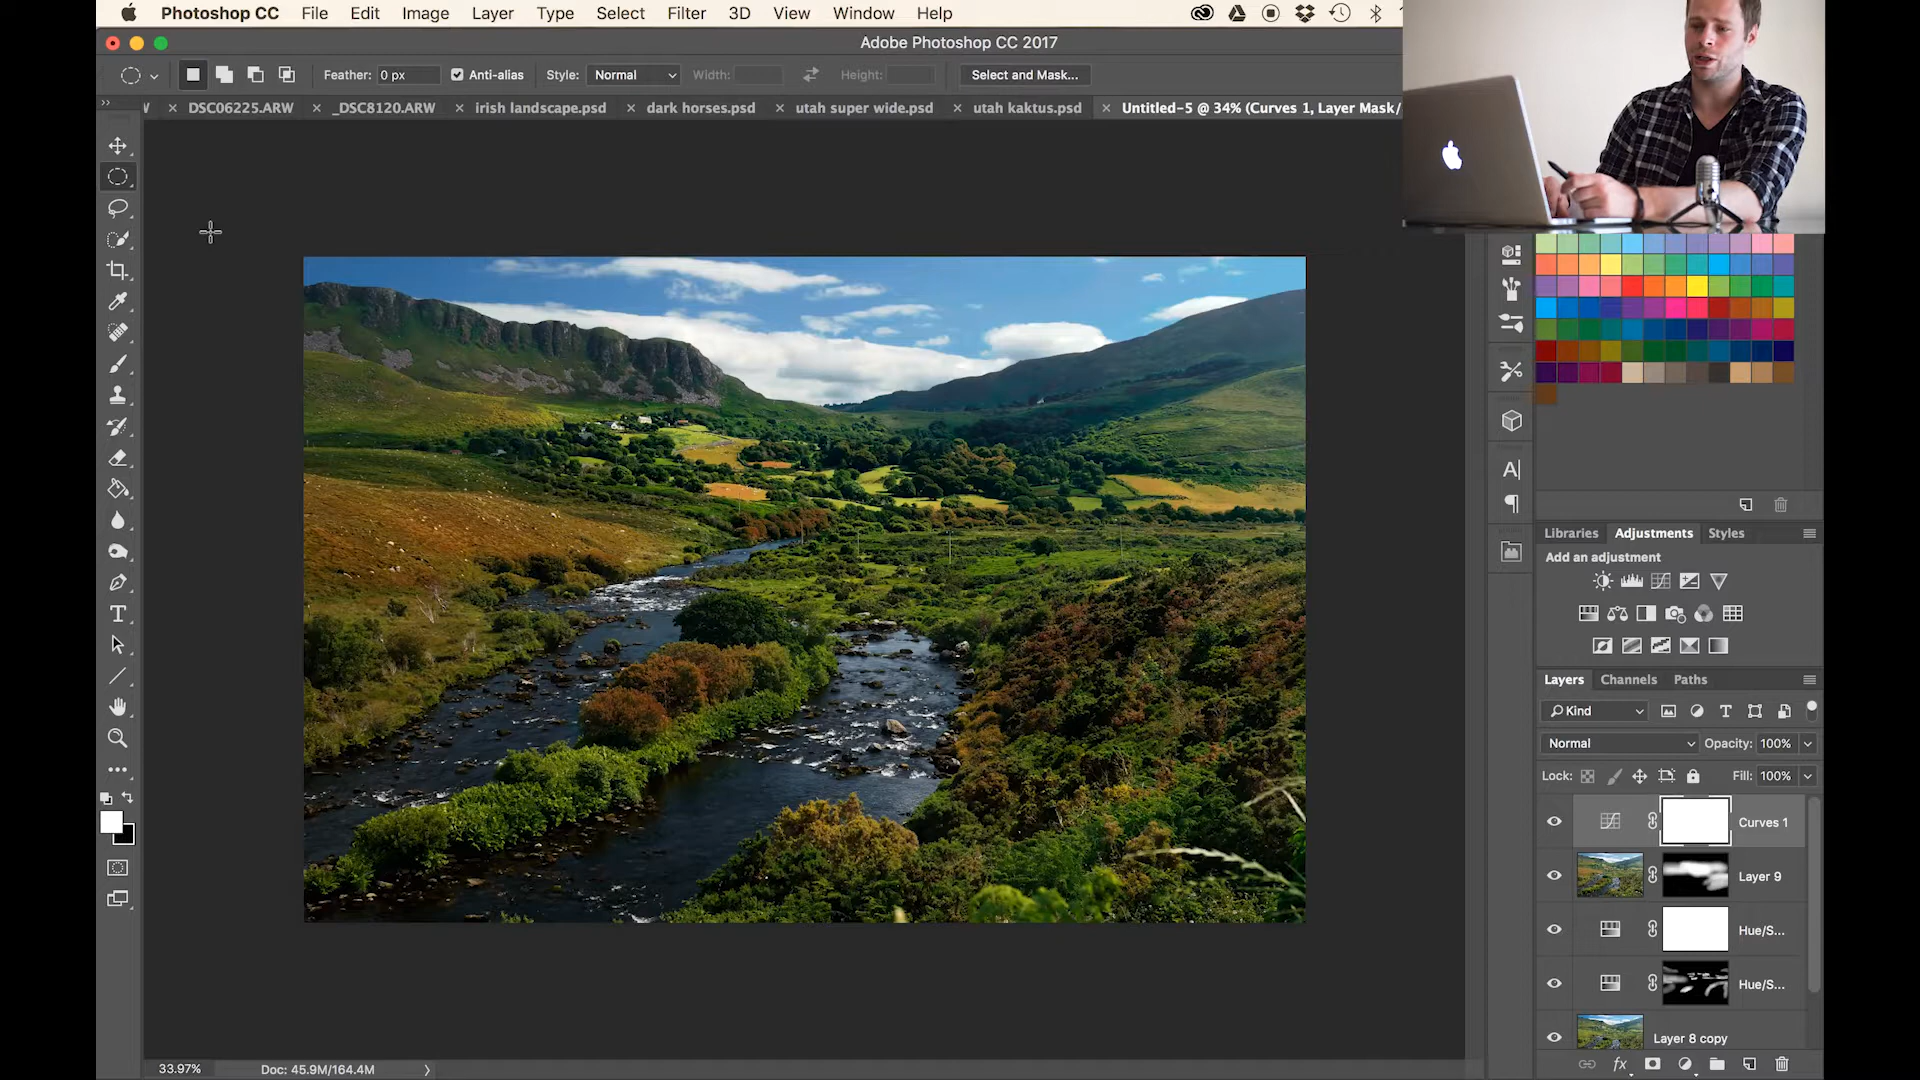 Photoshop CC File Edit Image Layer Type Select Filter 3D View Window Help
Adobe Photoshop CC 2017
Feather: 0 px Anti-alias Style: Normal Width: Height: Select and Mask...
DSC06225.ARW _DSC8120.ARW irish landscape.psd dark horses.psd utah super wide.psd utah kaktus.psd Untitled-5 @ 34% (Curves 1, Layer Mask/
Libraries Adjustments Styles
Add an adjustment
Layers Channels Paths
Kind
Normal Opacity: 100%
Lock: Fill: 100%
Curves 1
Layer 9
Hue/S...
Hue/S...
Layer 8 copy
33.97% Doc: 45.9M/164.4M